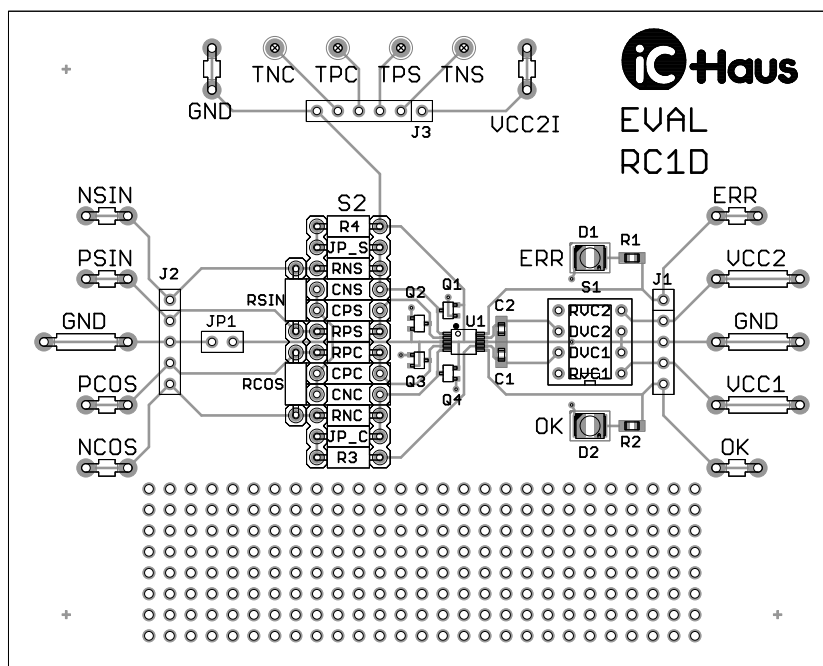 iC Haus
EVAL
RC1D
TNC TPC TPS TNS
GND
J3
VCC2I
NSIN
S2
ERR
R4
D1
R1
JP_S
ERR
PSIN
RNS
VCC2
J2
CNS
Q1
S1
J1
RSIN
Q2
CPS
C2
RVC2
GND
JP1
RPS
U1
DVC2
GND
RPC
DVC1
PCOS
RCOS
CPC
Q3
C1
RVC1
VCC1
CNC
Q4
RNC
NCOS
JP_C
OK
R2
OK
R3
D2